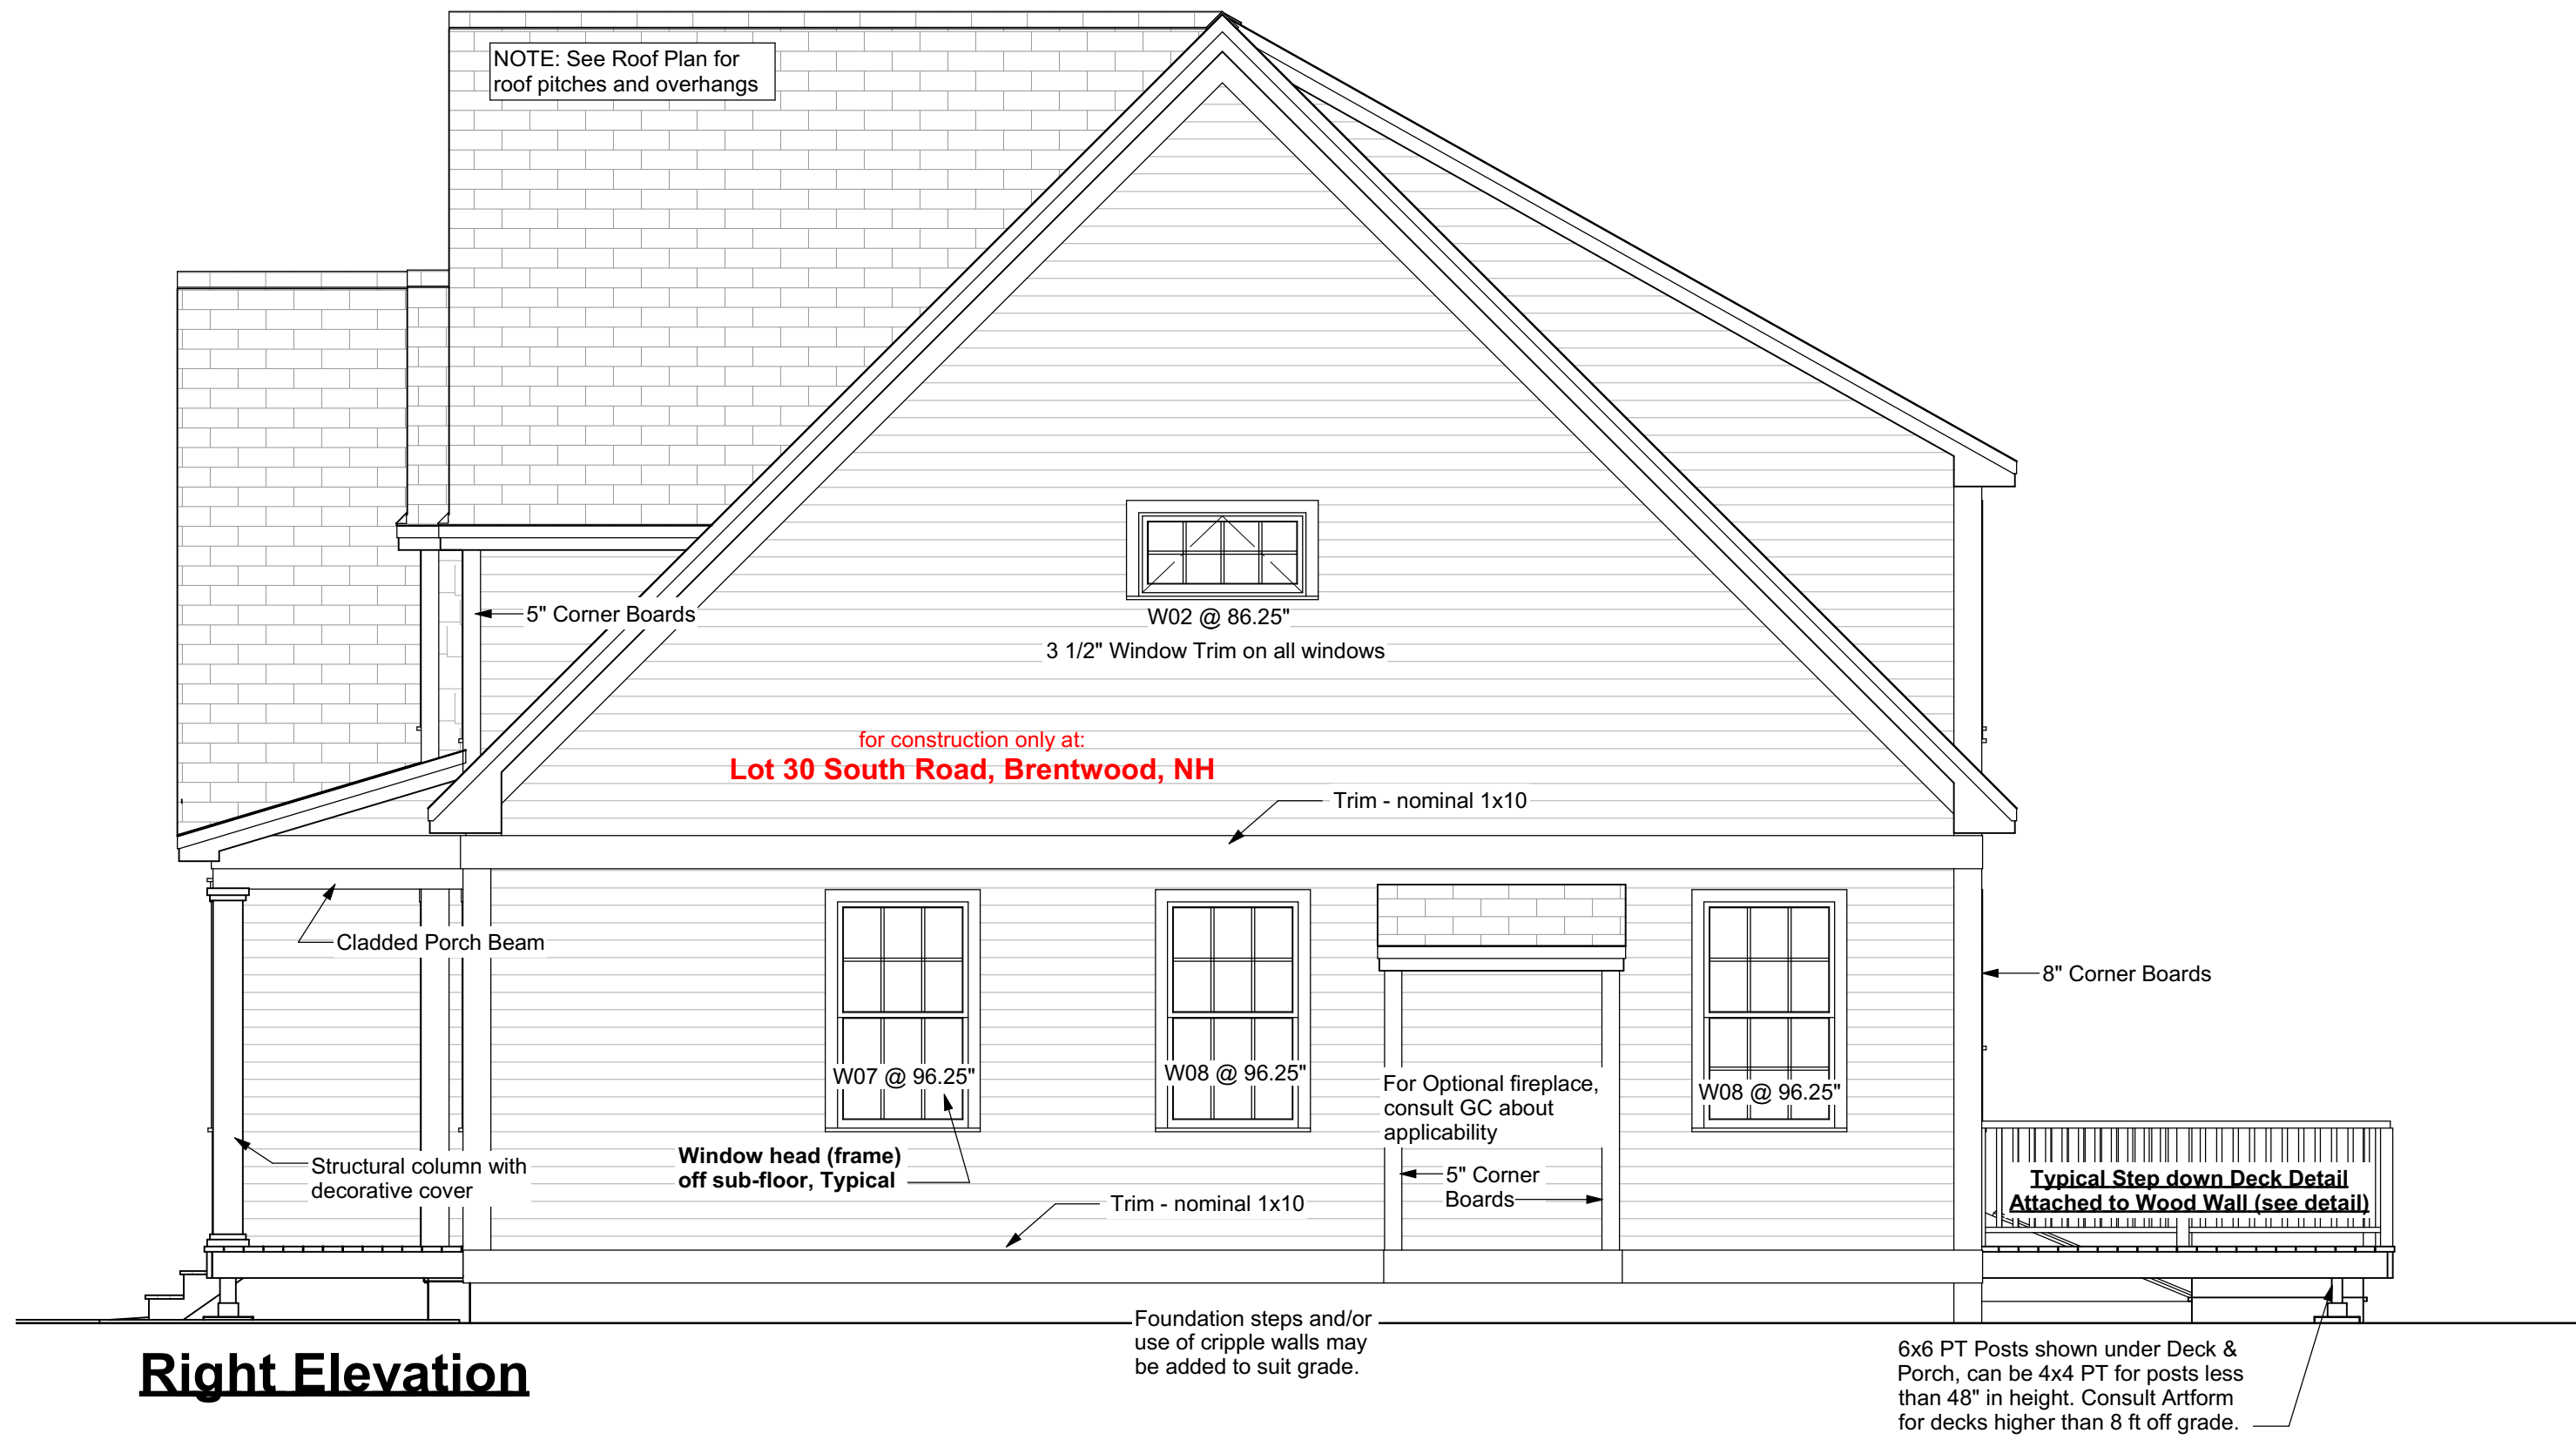 NOTE: See Roof Plan for
roof pitches and overhangs
5" Corner Boards
W02 @ 86.25"
3 1/2" Window Trim on all windows
for construction only at:
Lot 30 South Road, Brentwood, NH
Trim - nominal 1x10
Cladded Porch Beam
8" Corner Boards
W07 @ 96.25"
W08 @ 96.25"
For Optional fireplace,
consult GC about
applicability
W08 @ 96.25"
Window head (frame)
off sub-floor, Typical
Structural column with
decorative cover
5" Corner
Boards
Typical Step down Deck Detail
Attached to Wood Wall (see detail)
Trim - nominal 1x10
Foundation steps and/or
use of cripple walls may
be added to suit grade.
6x6 PT Posts shown under Deck &
Porch, can be 4x4 PT for posts less
than 48" in height. Consult Artform
for decks higher than 8 ft off grade.
Right Elevation